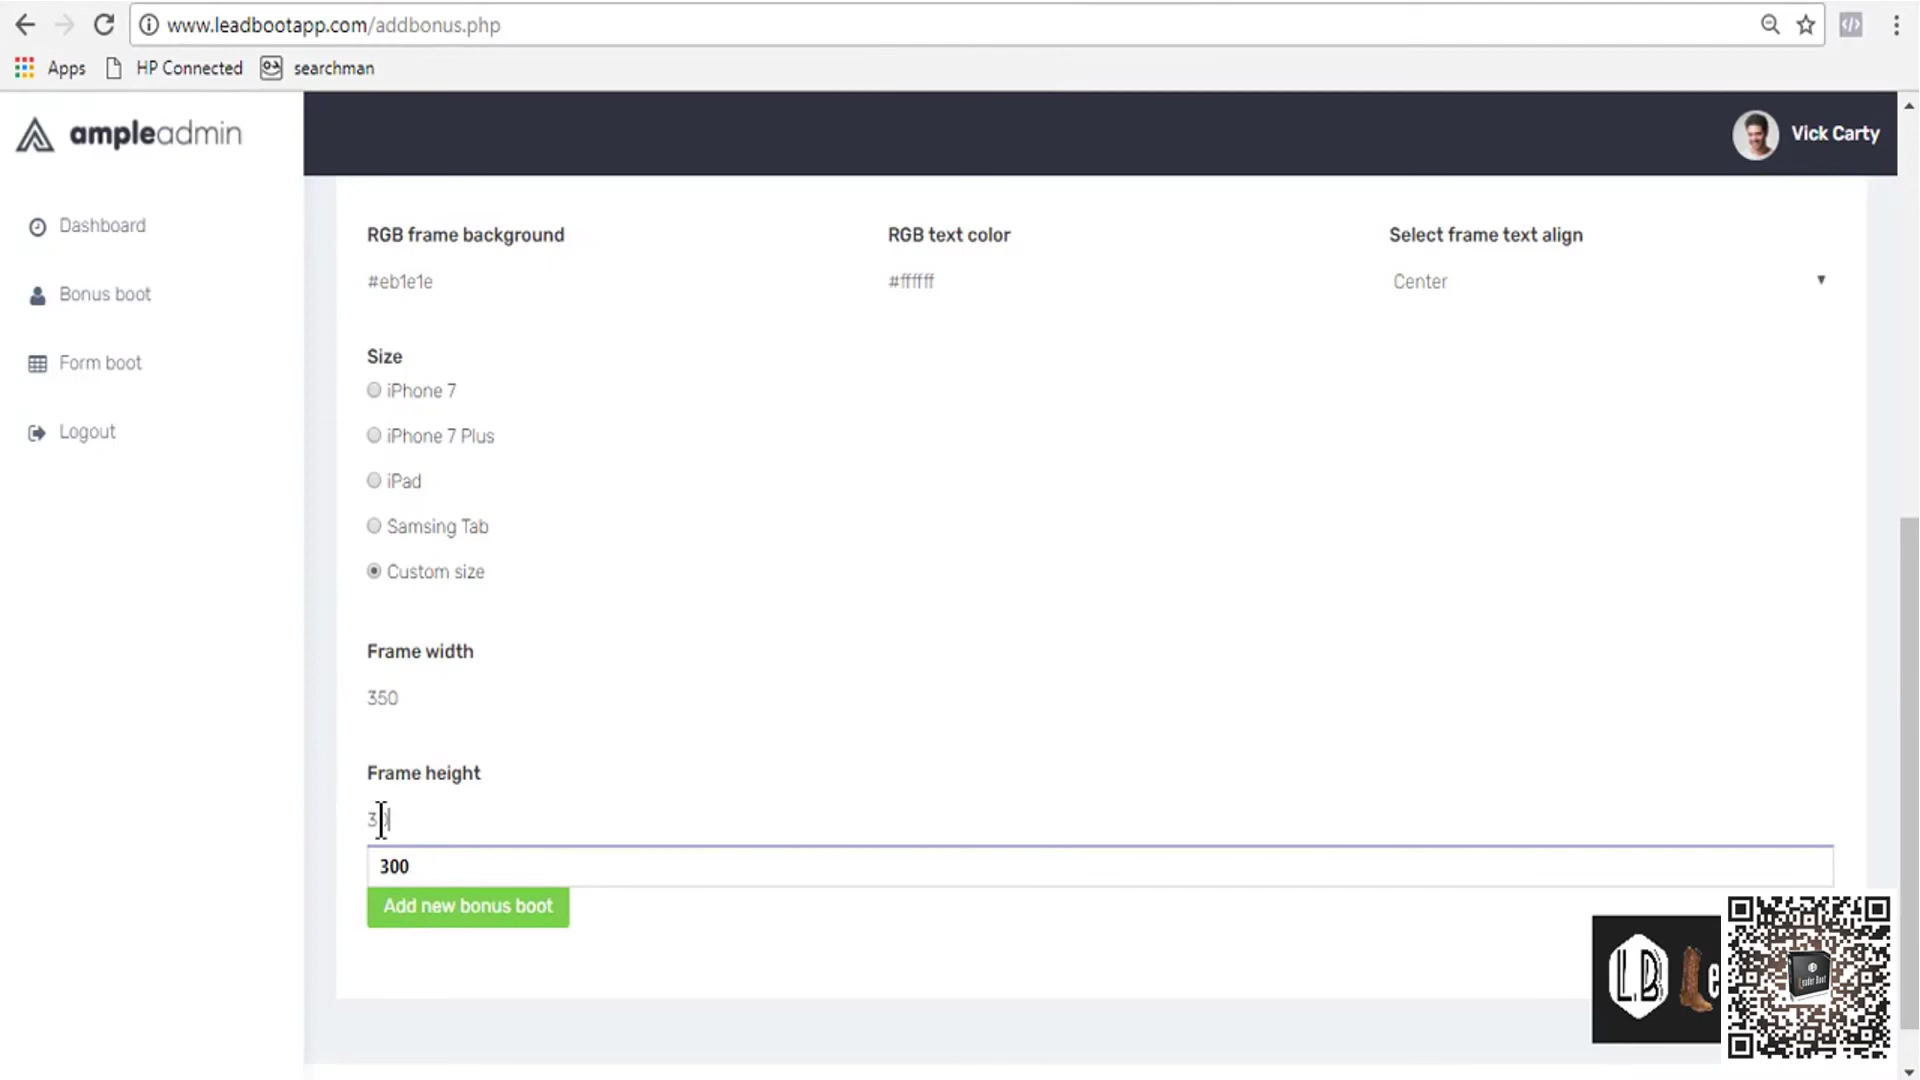 www.leadbootapp.com/addbonus.php
Apps
HP Connected
searchman
ampleadmin
Vick Carty
Dashboard
Bonus boot
Form boot
Logout
RGB frame background
RGB text color
Select frame text align
#eb1e1e
#ffffff
Center
Size
iPhone 7
iPhone 7 Plus
iPad
Samsing Tab
Custom size
Frame width
350
Frame height
30
300
Add new bonus boot
L.B